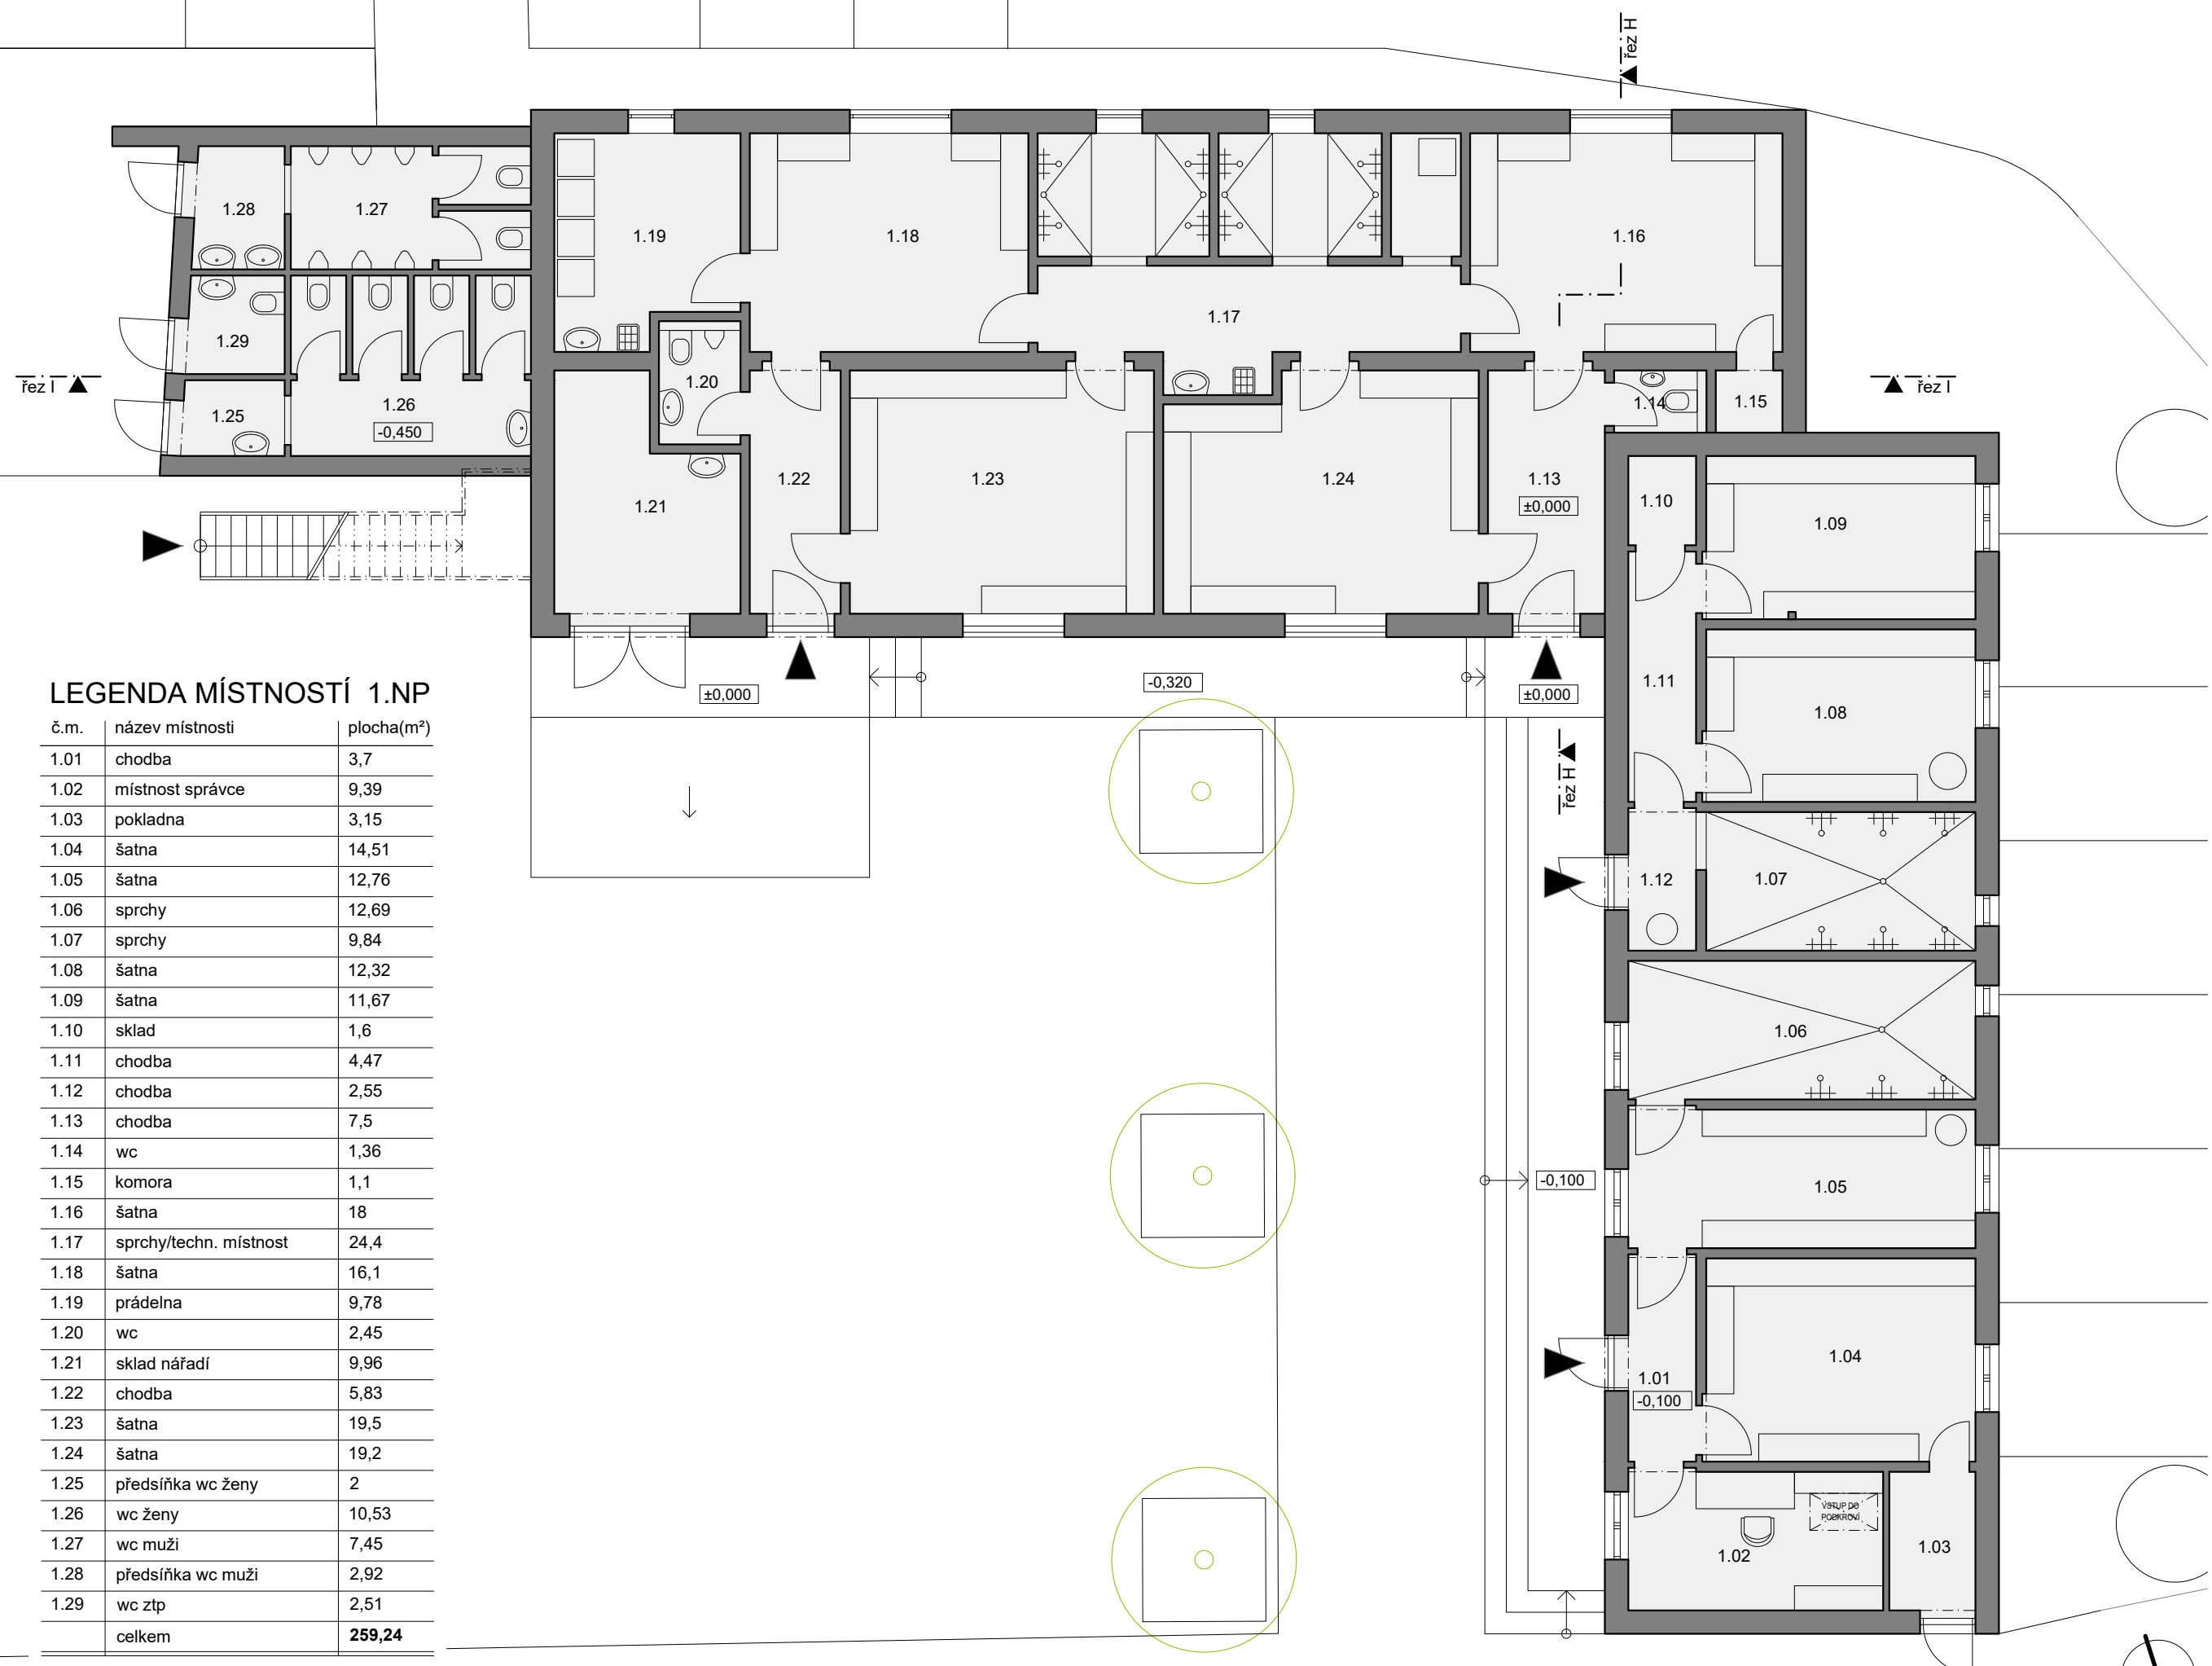 řez H
1.28
1.27
1.19
1.18
1.16
1.17
1.29
řez I
1.25
1.26
-0,450
1.20
1.14
1.15
řez I
1.21
1.22
1.23
1.24
1.13
±0,000
1.10
1.09
1.11
1.08
±0,000
-0,320
±0,000
řez H
1.12
1.07
1.06
-0,100
1.05
1.01
-0,100
1.04
VSTUP DO
PODKROVÍ
1.02
1.03
LEGENDA MÍSTNOSTÍ 1.NP
č.m. název místnosti plocha(m²)
1.01 chodba 3,7
1.02 místnost správce 9,39
1.03 pokladna 3,15
1.04 šatna 14,51
1.05 šatna 12,76
1.06 sprchy 12,69
1.07 sprchy 9,84
1.08 šatna 12,32
1.09 šatna 11,67
1.10 sklad 1,6
1.11 chodba 4,47
1.12 chodba 2,55
1.13 chodba 7,5
1.14 wc 1,36
1.15 komora 1,1
1.16 šatna 18
1.17 sprchy/techn. místnost 24,4
1.18 šatna 16,1
1.19 prádelna 9,78
1.20 wc 2,45
1.21 sklad nářadí 9,96
1.22 chodba 5,83
1.23 šatna 19,5
1.24 šatna 19,2
1.25 předsíňka wc ženy 2
1.26 wc ženy 10,53
1.27 wc muži 7,45
1.28 předsíňka wc muži 2,92
1.29 wc ztp 2,51
celkem 259,24